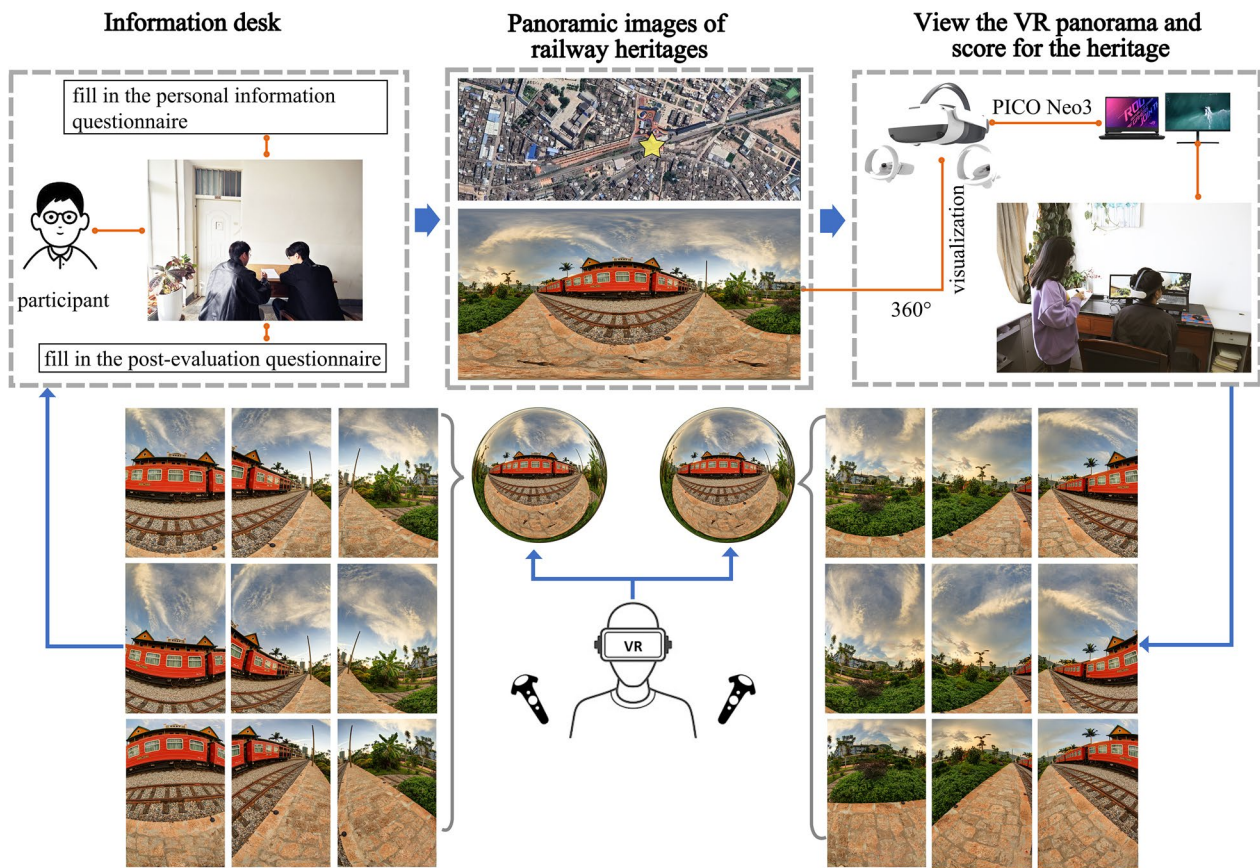 Information desk
Panoramic images of
railway heritages
View the VR panorama and
score for the heritage
fill in the personal information
questionnaire
participant
fill in the post-evaluation questionnaire
PICO Neo3
visualization
360°
VR